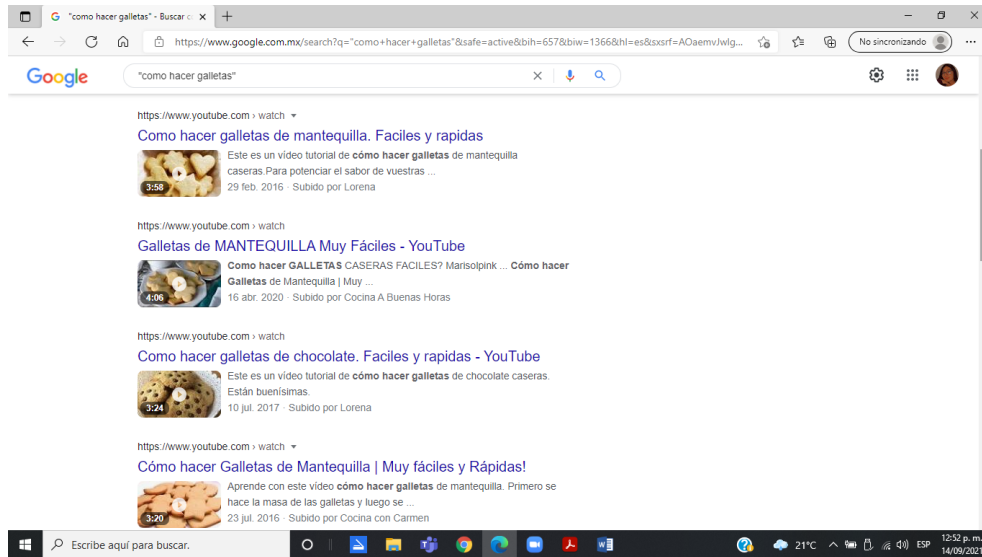 "como hacer galletas" - Buscar c
https://www.google.com.mx/search?q="como+hacer+galletas"&safe=active&bih=657&biw=1366&hl=es&sxsrf=AOaemvJwlg...
No sincronizando
Google
"como hacer galletas"
https://www.youtube.com › watch
Como hacer galletas de mantequilla. Faciles y rapidas
Este es un vídeo tutorial de cómo hacer galletas de mantequilla
caseras.Para potenciar el sabor de vuestras ...
3:58
29 feb. 2016 · Subido por Lorena
https://www.youtube.com › watch
Galletas de MANTEQUILLA Muy Fáciles - YouTube
Como hacer GALLETAS CASERAS FACILES? Marisolpink ... Cómo hacer
Galletas de Mantequilla | Muy ...
4:06
16 abr. 2020 · Subido por Cocina A Buenas Horas
https://www.youtube.com › watch
Como hacer galletas de chocolate. Faciles y rapidas - YouTube
Este es un vídeo tutorial de cómo hacer galletas de chocolate caseras.
Están buenísimas.
3:24
10 jul. 2017 · Subido por Lorena
https://www.youtube.com › watch
Cómo hacer Galletas de Mantequilla | Muy fáciles y Rápidas!
Aprende con este vídeo cómo hacer galletas de mantequilla. Primero se
hace la masa de las galletas y luego se ...
3:20
23 jul. 2016 · Subido por Cocina con Carmen
Escribe aquí para buscar.
21°C
ESP
12:52 p. m.
14/09/2021